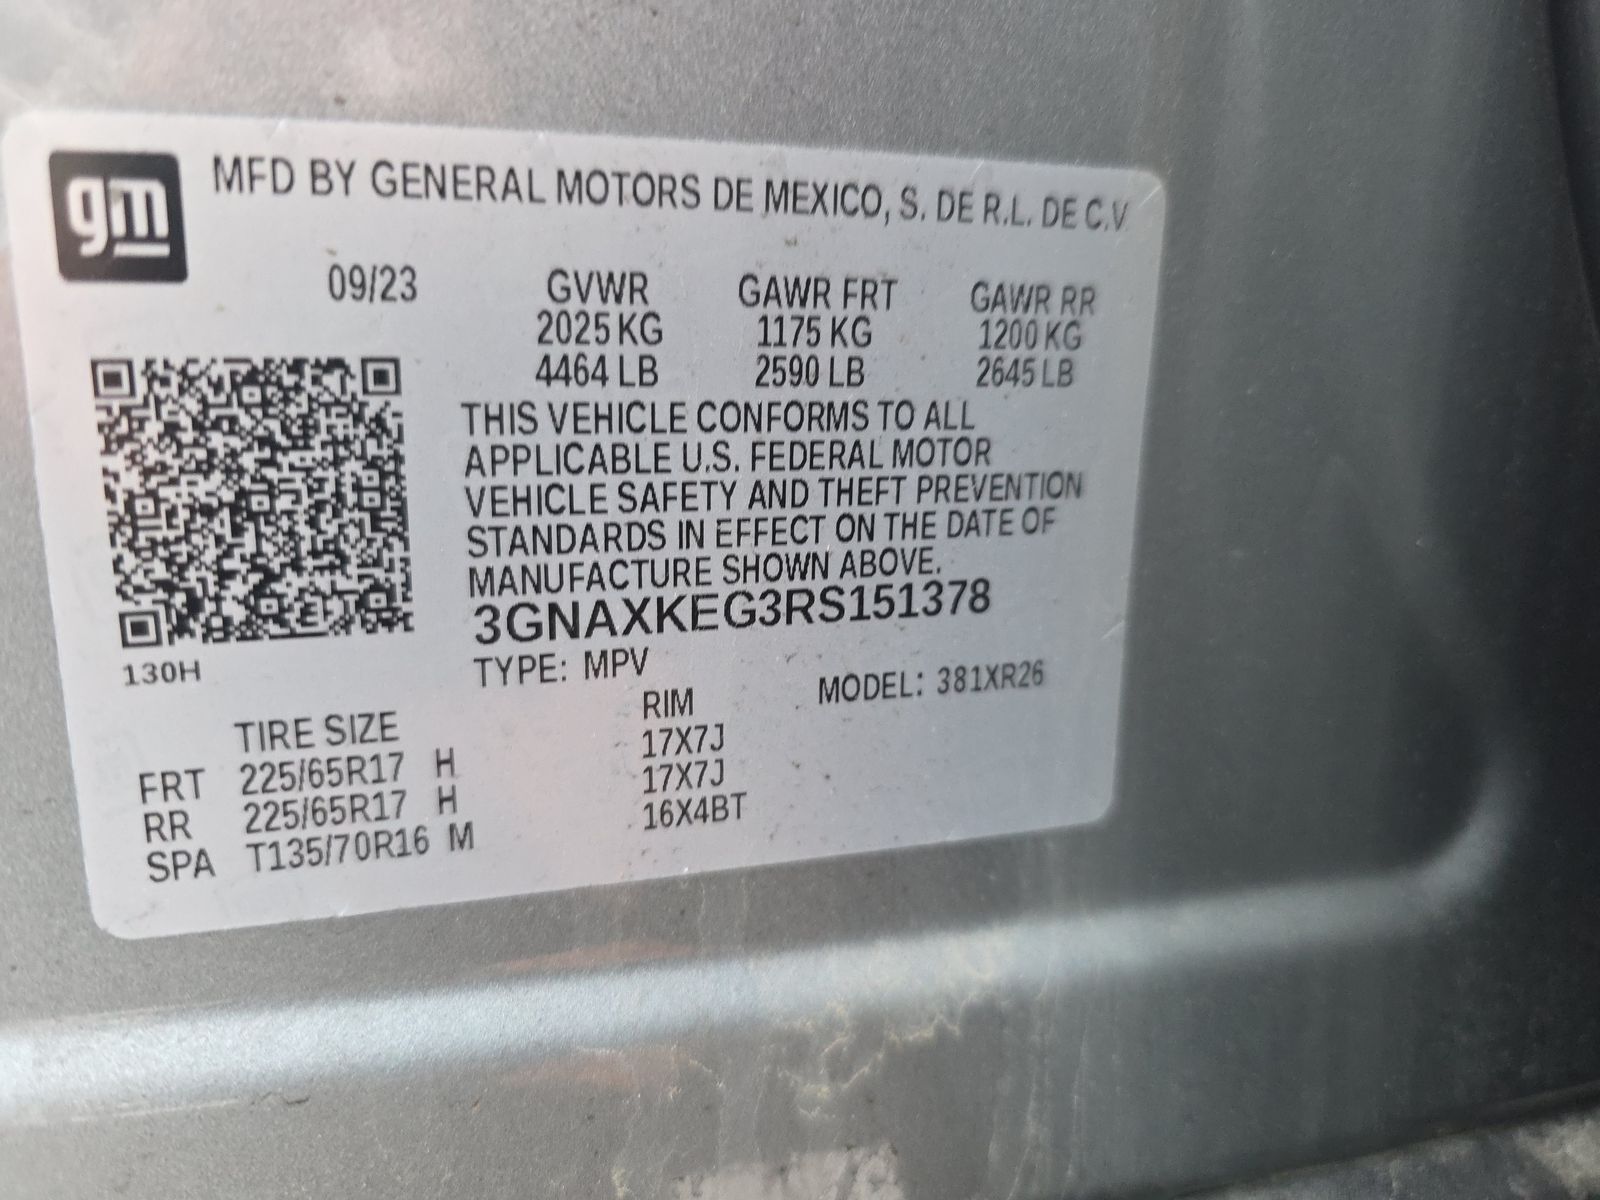 gm MFD BY GENERAL MOTORS DE MEXICO, S. DE R.L. DE C.V
09/23 GVWR GAWR FRT GAWR RR
2025 KG 1175 KG 1200 KG
4464 LB 2590 LB 2645 LB
THIS VEHICLE CONFORMS TO ALL
APPLICABLE U.S. FEDERAL MOTOR
VEHICLE SAFETY AND THEFT PREVENTION
STANDARDS IN EFFECT ON THE DATE OF
MANUFACTURE SHOWN ABOVE.
3GNAXKEG3RS151378
130H TYPE: MPV MODEL: 381XR26
TIRE SIZE RIM
FRT 225/65R17 H 17X7J
RR 225/65R17 H 17X7J
SPA T135/70R16 M 16X4BT